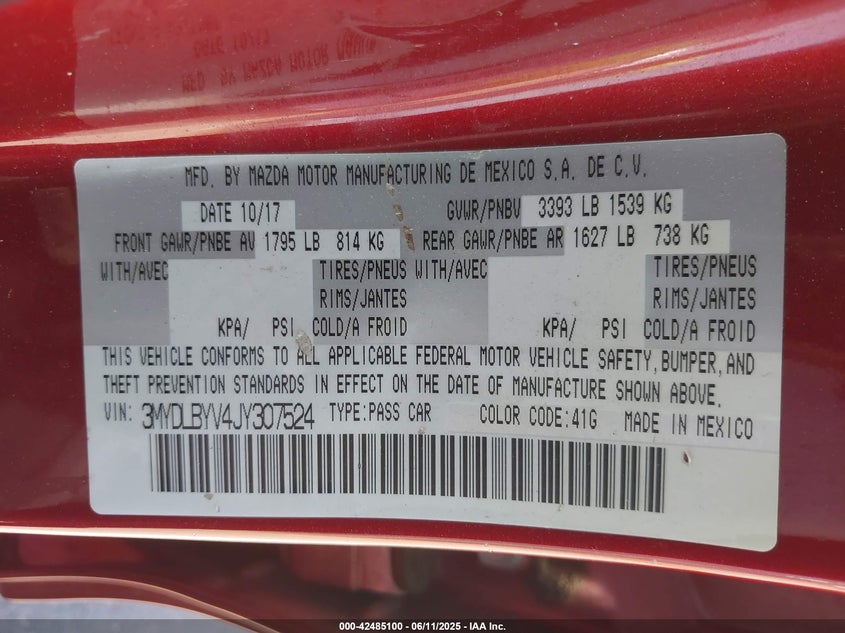 MFD. BY MAZDA MOTOR MANUFACTURING DE MEXICO S.A. DE C.V.
DATE 10/17 GVWR/PNBV 3393 LB 1539 KG
FRONT GAWR/PNBE AV 1795 LB 814 KG REAR GAWR/PNBE AR 1627 LB 738 KG
WITH/AVEC TIRES/PNEUS WITH/AVEC TIRES/PNEUS
RIMS/JANTES RIMS/JANTES
KPA/ PSI COLD/A FROID KPA/ PSI COLD/A FROID
THIS VEHICLE CONFORMS TO ALL APPLICABLE FEDERAL MOTOR VEHICLE SAFETY, BUMPER, AND
THEFT PREVENTION STANDARDS IN EFFECT ON THE DATE OF MANUFACTURE SHOWN ABOVE.
VIN: 3MYDLBYV4JY307524 TYPE:PASS CAR COLOR CODE:41G MADE IN MEXICO
000-42485100 - 06/11/2025 - IAA Inc.